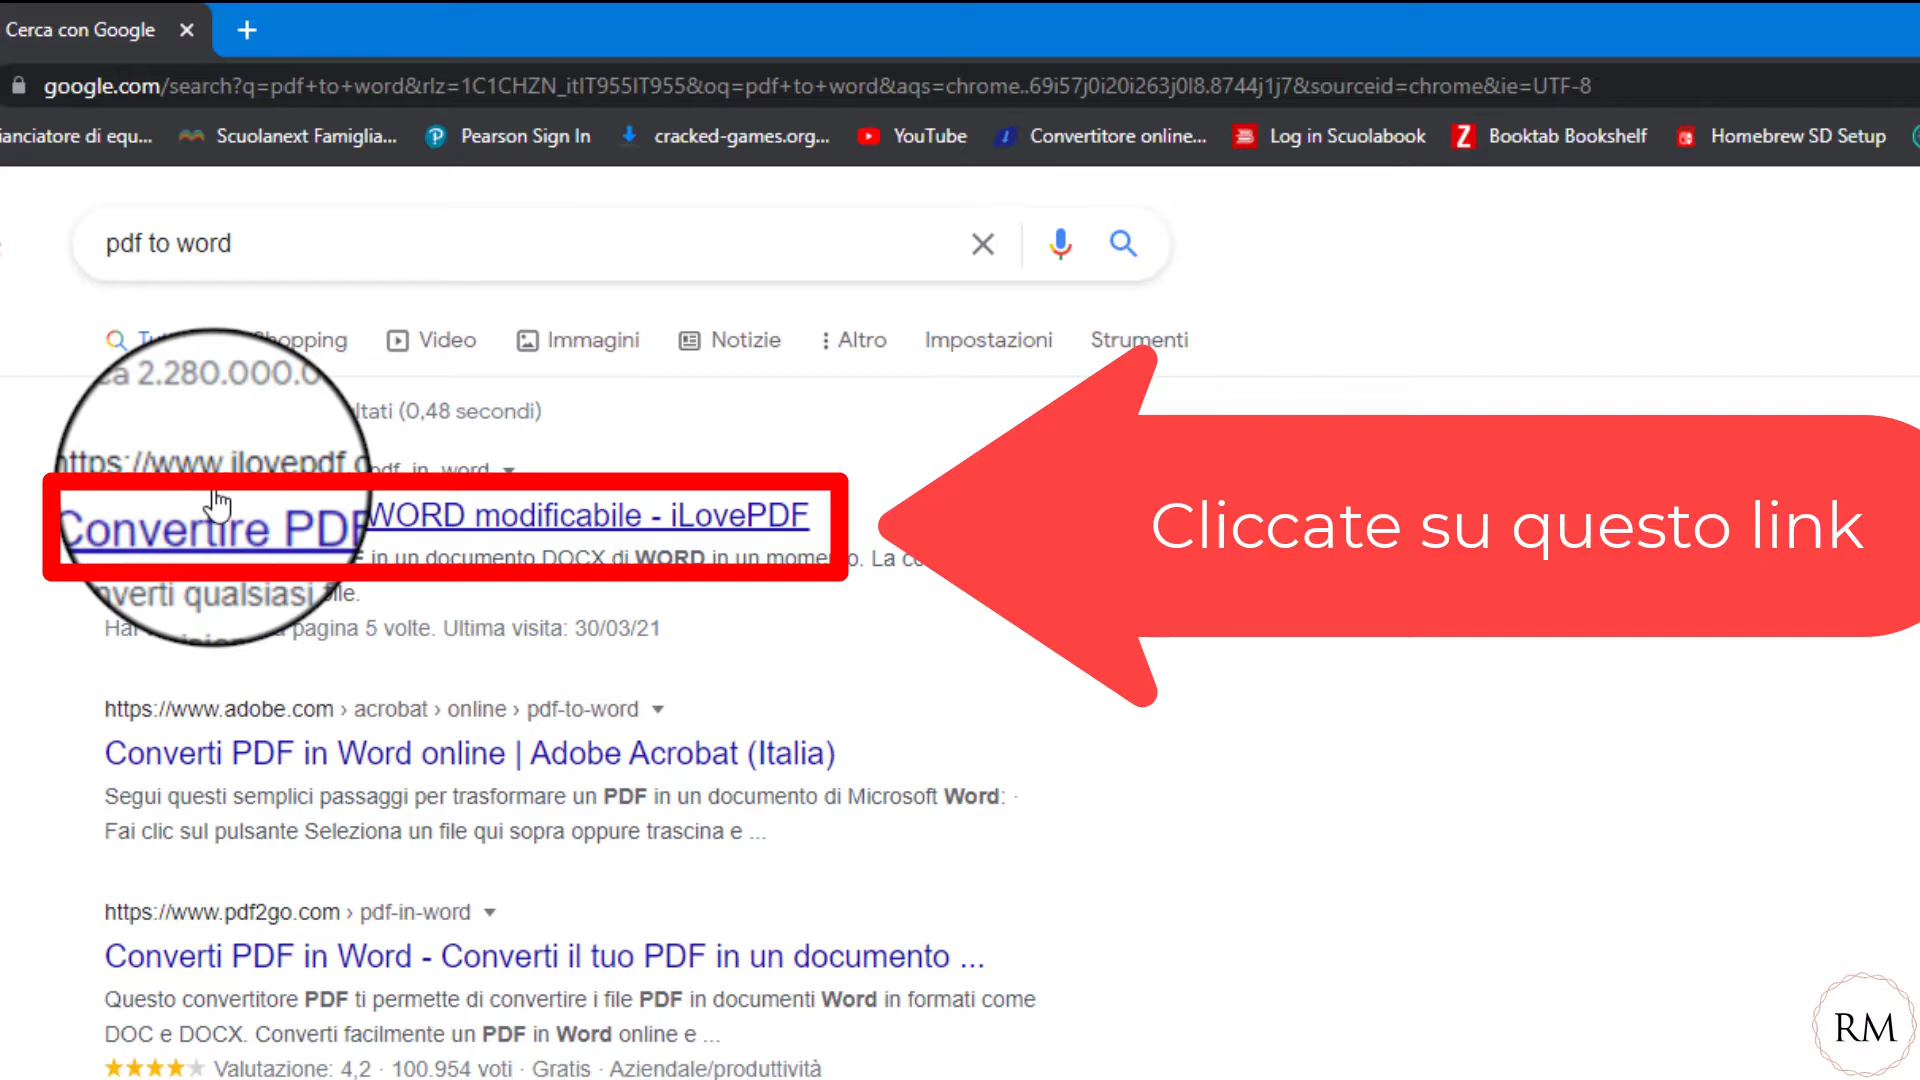 Cerca con Google
google.com/search?q=pdf+to+word&rlz=1C1CHZN_itIT955IT955&oq=pdf+to+word&aqs=chrome..69i57j0i20i263j0l8.8744j1j7&sourceid=chrome&ie=UTF-8
anciatore di equ... Scuolanext Famiglia... Pearson Sign In cracked-games.org... YouTube Convertitore online... Log in Scuolabook Booktab Bookshelf Homebrew SD Setup
pdf to word
Shopping Video Immagini Notizie Altro Impostazioni Strumenti
2.280.000.0
ltati (0,48 secondi)
https://www.ilovepdf.c pdf_in_word
Convertire PDF WORD modificabile - iLovePDF
in un documento DOCX di WORD in un momento. La
nverti qualsiasi file.
Hai pagina 5 volte. Ultima visita: 30/03/21
Cliccate su questo link
https://www.adobe.com › acrobat › online › pdf-to-word
Converti PDF in Word online | Adobe Acrobat (Italia)
Segui questi semplici passaggi per trasformare un PDF in un documento di Microsoft Word: ·
Fai clic sul pulsante Seleziona un file qui sopra oppure trascina e ...
https://www.pdf2go.com › pdf-in-word
Converti PDF in Word - Converti il tuo PDF in un documento ...
Questo convertitore PDF ti permette di convertire i file PDF in documenti Word in formati come
DOC e DOCX. Converti facilmente un PDF in Word online e ...
Valutazione: 4,2 · 100.954 voti · Gratis · Aziendale/produttività
RM